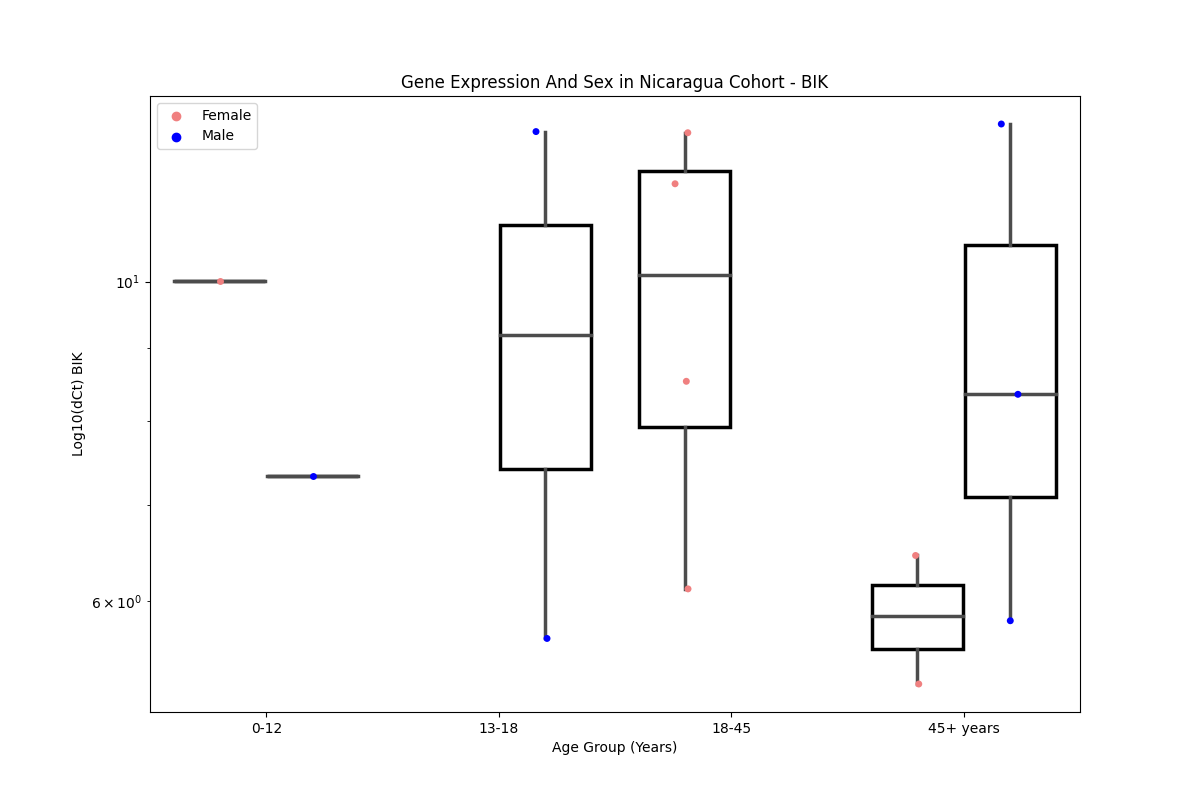 Gene Expression And Sex in Nicaragua Cohort - BIK
Female
Male
Log10(dCt) BIK
10¹
6 × 10⁰
0-12
13-18
18-45
45+ years
Age Group (Years)